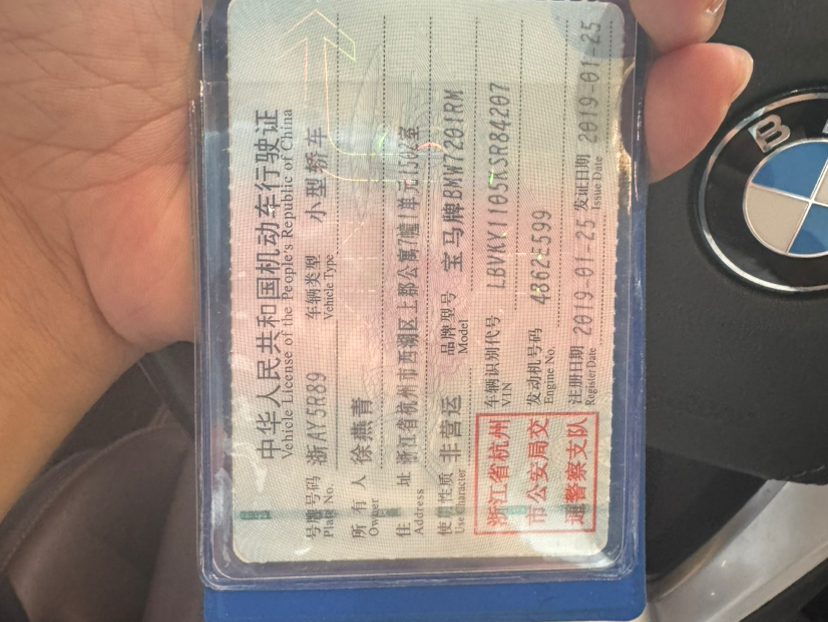 中华人民共和国机动车行驶证
Vehicle License of the People's Republic of China
号牌号码 浙AY5R89 车辆类型 小型轿车
Plate No. Vehicle Type
所有人 徐燕青
Owner
住址 浙江省杭州市西湖区上郡公寓7幢1单元1502室
Address
使用性质 非营运 品牌型号 宝马牌BMW7201RM
Use Character Model
浙江省杭州
市公安局交
通警察支队
车辆识别代号 LBVKY1105KSR84207
VIN
发动机号码
Engine No.
注册日期 2019-01-25 发证日期 2019-01-25
Register Date Issue Date
B